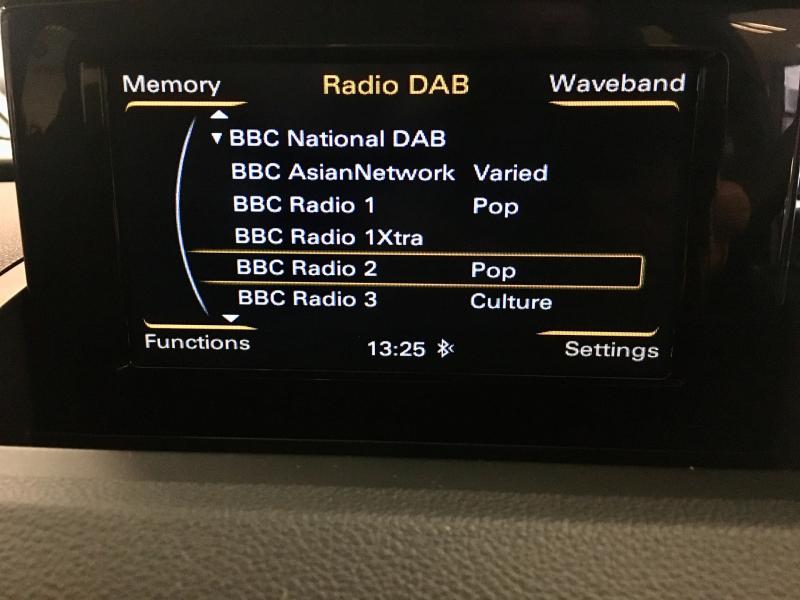 Memory Radio DAB Waveband
BBC National DAB
BBC AsianNetwork Varied
BBC Radio 1 Pop
BBC Radio 1Xtra
BBC Radio 2 Pop
BBC Radio 3 Culture
Functions 13:25 Settings